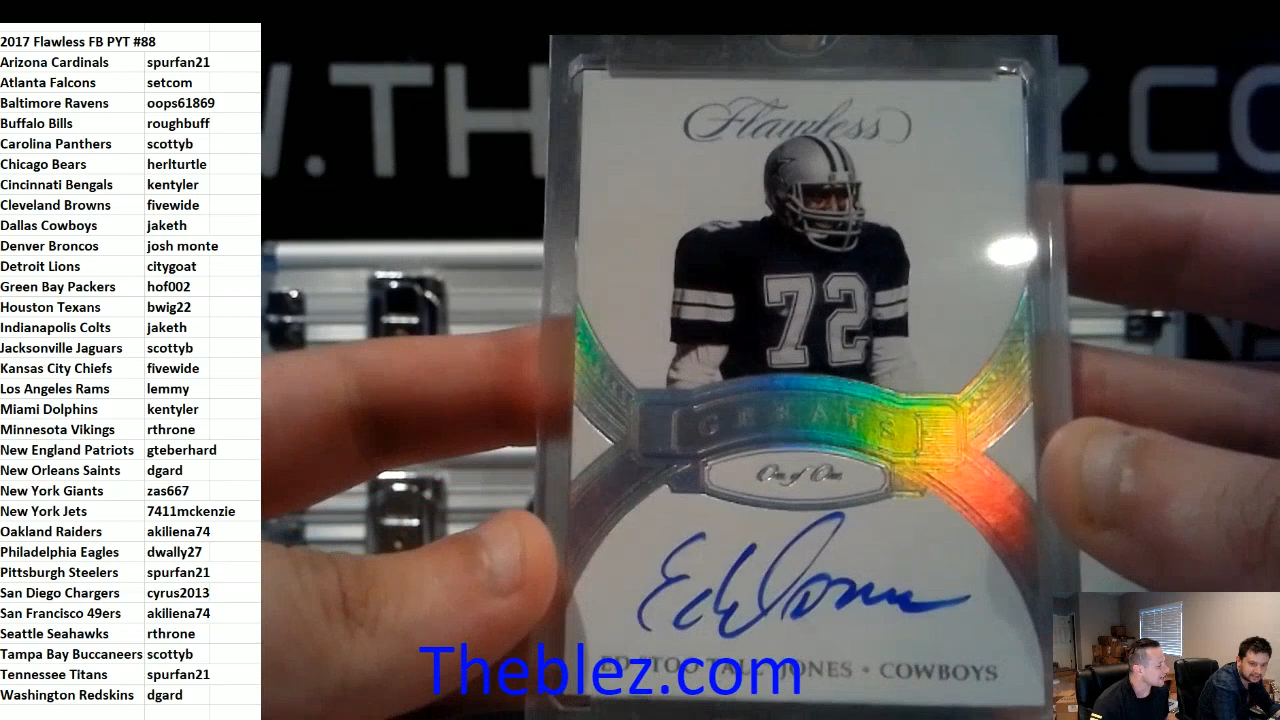 2017 Flawless FB PYT #88
Arizona Cardinals spurfan21
Atlanta Falcons setcom
Baltimore Ravens oops61869
Buffalo Bills roughbuff
Carolina Panthers scottyb
Chicago Bears herlturtle
Cincinnati Bengals kentyler
Cleveland Browns fivewide
Dallas Cowboys jaketh
Denver Broncos josh monte
Detroit Lions citygoat
Green Bay Packers hof002
Houston Texans bwig22
Indianapolis Colts jaketh
Jacksonville Jaguars scottyb
Kansas City Chiefs fivewide
Los Angeles Rams lemmy
Miami Dolphins kentyler
Minnesota Vikings rthrone
New England Patriots gteberhard
New Orleans Saints dgard
New York Giants zas667
New York Jets 7411mckenzie
Oakland Raiders akiliena74
Philadelphia Eagles dwally27
Pittsburgh Steelers spurfan21
San Diego Chargers cyrus2013
San Francisco 49ers akiliena74
Seattle Seahawks rthrone
Tampa Bay Buccaneers scottyb
Tennessee Titans spurfan21
Washington Redskins dgard
Flawless
72
GREATS
One of One
Ed Jones
JONES • COWBOYS
Theblez.com